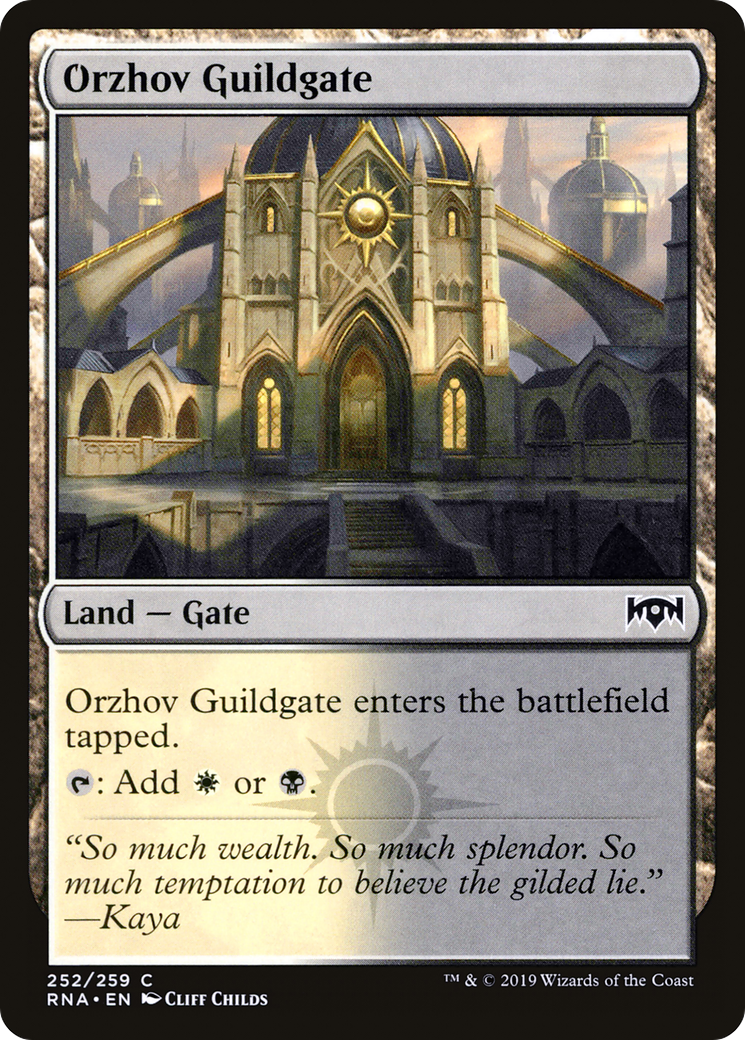 Orzhov Guildgate
Land — Gate
Orzhov Guildgate enters the battlefield
tapped.
: Add or .
“So much wealth. So much splendor. So
much temptation to believe the gilded lie.”
—Kaya
252/259 C
RNA • EN Cliff Childs
™ & © 2019 Wizards of the Coast